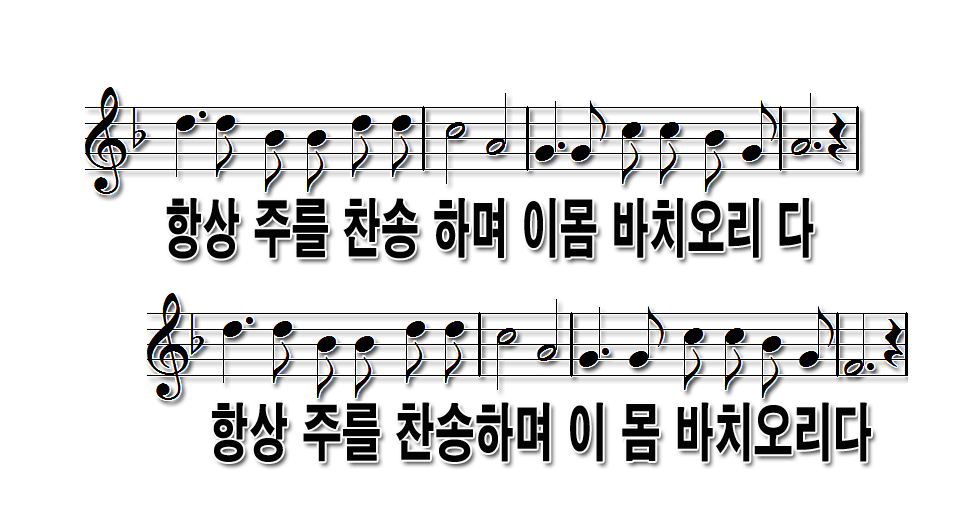 항상 주를 찬송 하며 이몸 바치오리 다
항상 주를 찬송하며 이 몸 바치오리다